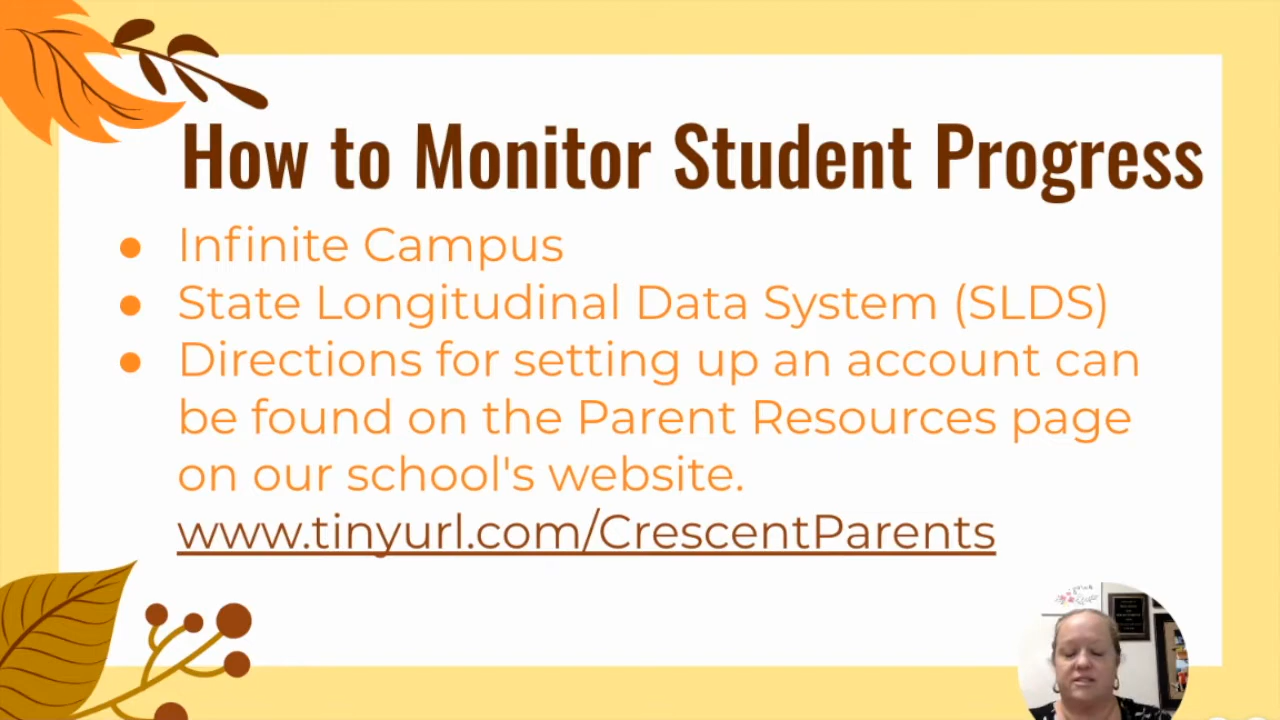 How to Monitor Student Progress
● Infinite Campus
● State Longitudinal Data System (SLDS)
● Directions for setting up an account can
be found on the Parent Resources page
on our school's website.
www.tinyurl.com/CrescentParents